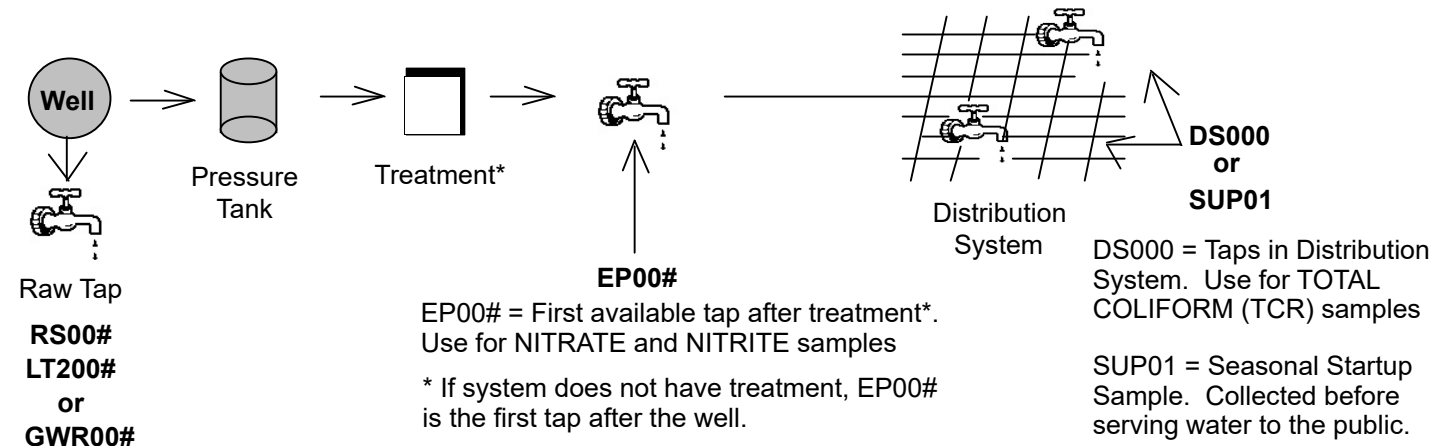 Well
Pressure
Tank
Treatment*
Raw Tap
RS00#
LT200#
or
GWR00#
EP00#
EP00# = First available tap after treatment*.
Use for NITRATE and NITRITE samples
* If system does not have treatment, EP00#
is the first tap after the well.
Distribution
System
DS000
or
SUP01
DS000 = Taps in Distribution
System. Use for TOTAL
COLIFORM (TCR) samples
SUP01 = Seasonal Startup
Sample. Collected before
serving water to the public.